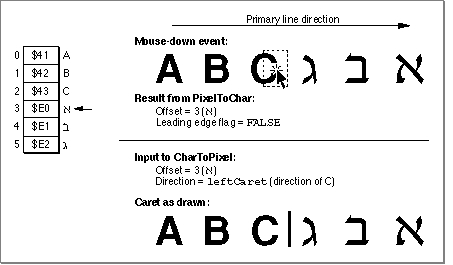 Primary line direction
Mouse-down event:
A B C ג ב א
0 $41 A
1 $42 B
2 $43 C
3 $E0 א
4 $E1 ב
5 $E2 ג
Result from PixelToChar:
Offset = 3 (א)
Leading edge flag = FALSE
Input to CharToPixel:
Offset = 3 (א)
Direction = leftCaret (direction of C)
Caret as drawn:
A B C ג ב א